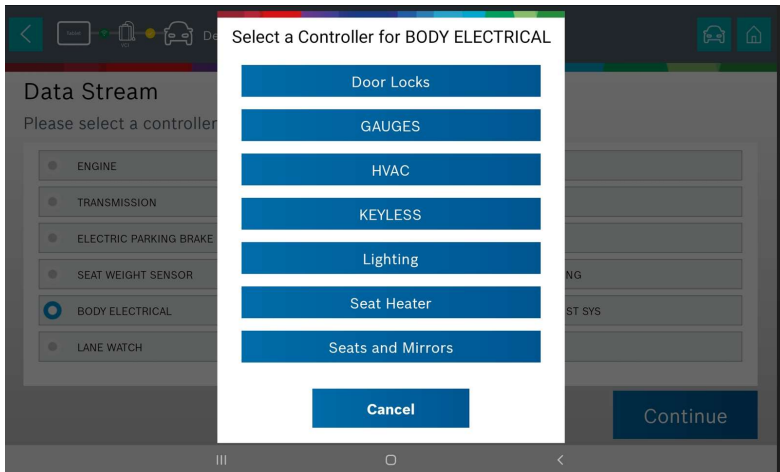 De
Select a Controller for BODY ELECTRICAL
Data Stream
Please select a controller
Door Locks
GAUGES
HVAC
KEYLESS
Lighting
Seat Heater
Seats and Mirrors
Cancel
ENGINE
TRANSMISSION
ELECTRIC PARKING BRAKE
SEAT WEIGHT SENSOR
NG
BODY ELECTRICAL
ST SYS
LANE WATCH
Continue